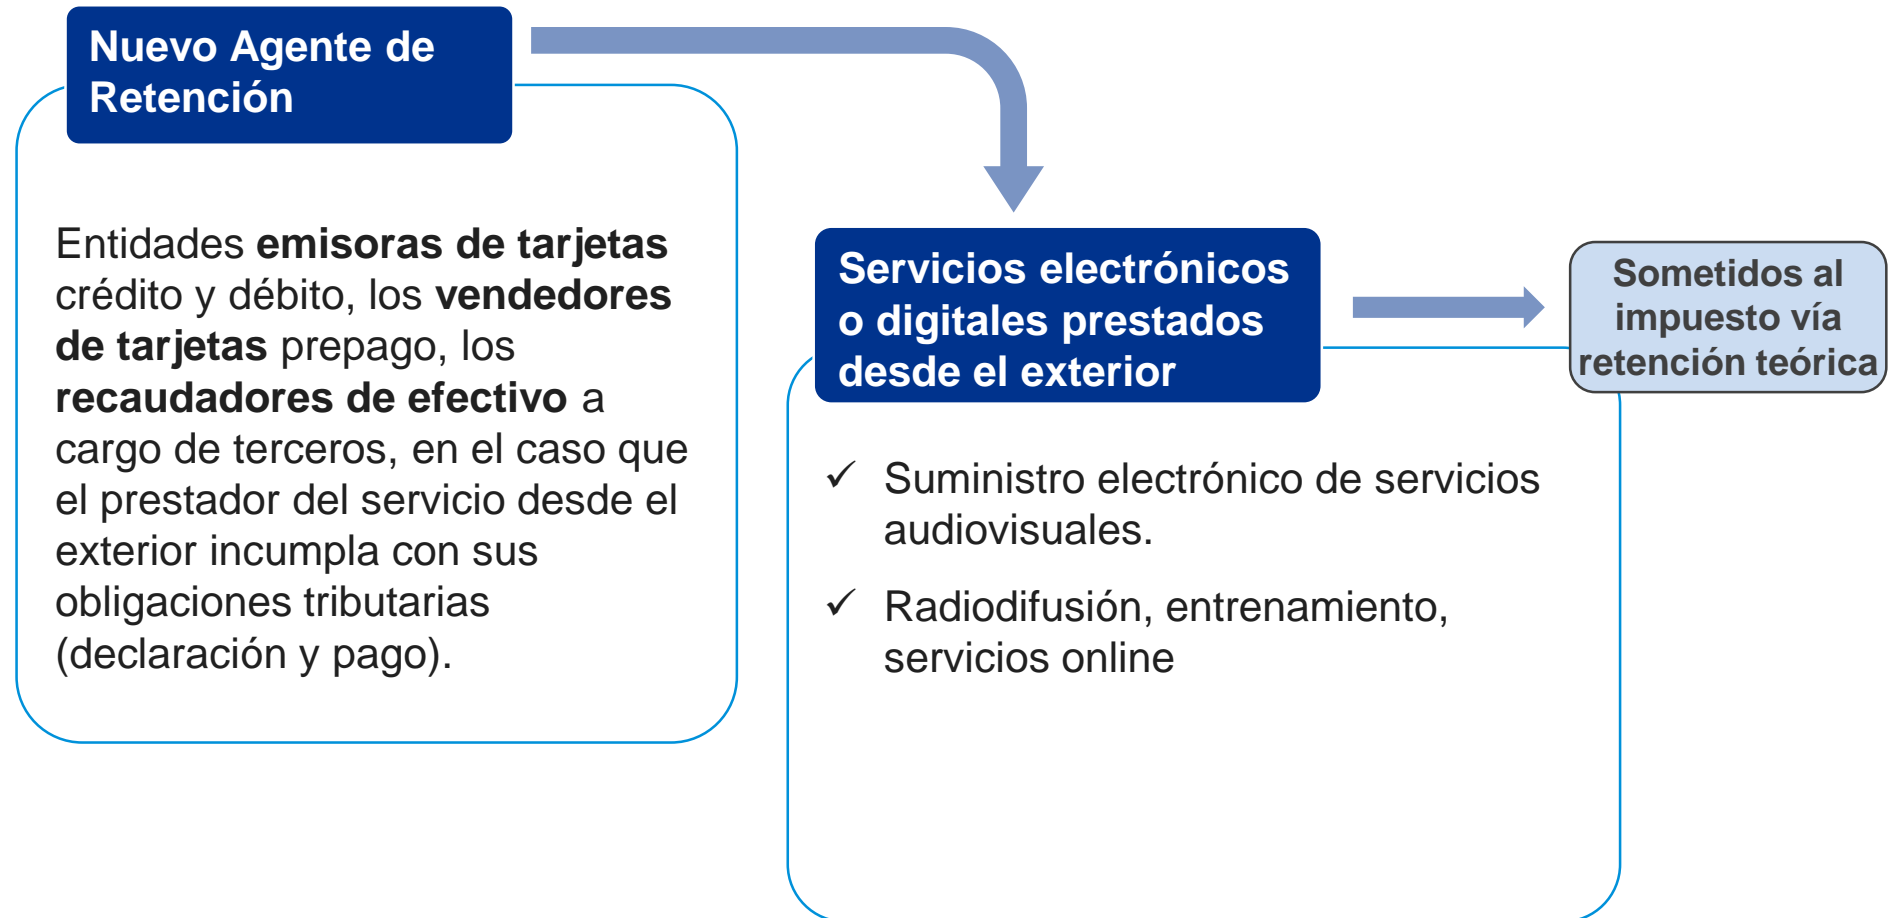 Nuevo Agente de
Retención
Entidades emisoras de tarjetas
crédito y débito, los vendedores
de tarjetas prepago, los
recaudadores de efectivo a
cargo de terceros, en el caso que
el prestador del servicio desde el
exterior incumpla con sus
obligaciones tributarias
(declaración y pago).
Servicios electrónicos
o digitales prestados
desde el exterior
✓ Suministro electrónico de servicios
audiovisuales.
✓ Radiodifusión, entrenamiento,
servicios online
Sometidos al
impuesto vía
retención teórica